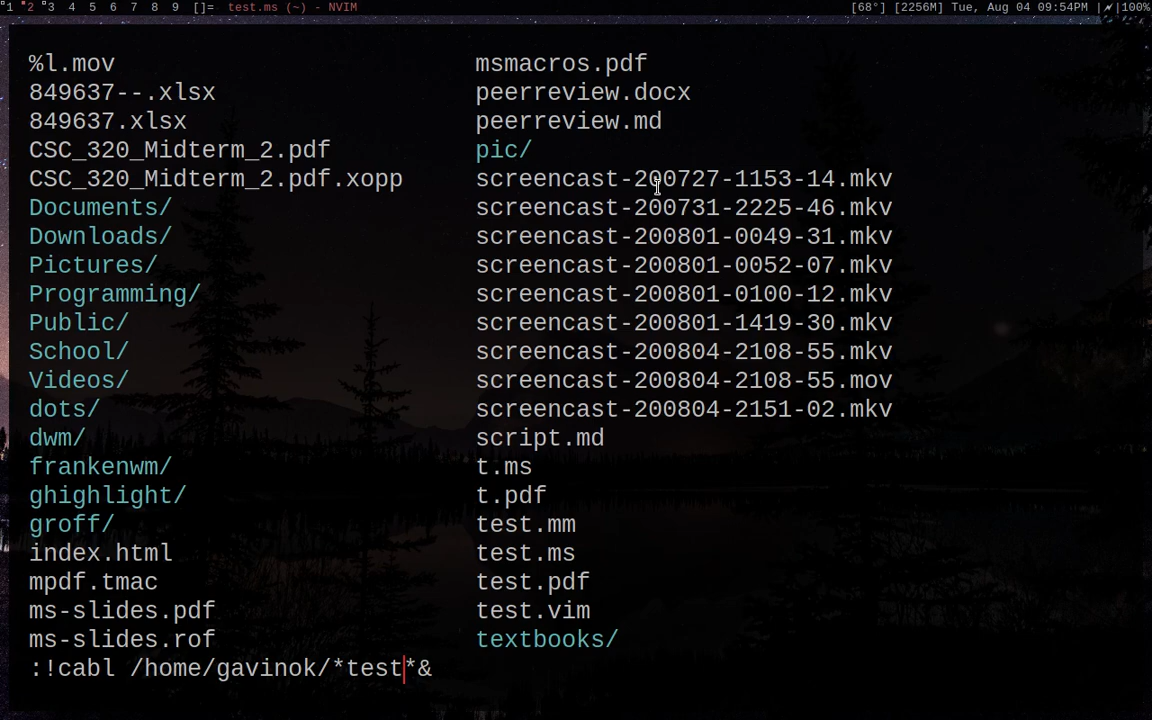 1 2 3 4 5 6 7 8 9 []= test.ms (~) - NVIM [68°] [2256M] Tue, Aug 04 09:54PM | |100%
%l.mov
849637--.xlsx
849637.xlsx
CSC_320_Midterm_2.pdf
CSC_320_Midterm_2.pdf.xopp
Documents/
Downloads/
Pictures/
Programming/
Public/
School/
Videos/
dots/
dwm/
frankenwm/
ghighlight/
groff/
index.html
mpdf.tmac
ms-slides.pdf
ms-slides.rof
msmacros.pdf
peerreview.docx
peerreview.md
pic/
screencast-200727-1153-14.mkv
screencast-200731-2225-46.mkv
screencast-200801-0049-31.mkv
screencast-200801-0052-07.mkv
screencast-200801-0100-12.mkv
screencast-200801-1419-30.mkv
screencast-200804-2108-55.mkv
screencast-200804-2108-55.mov
screencast-200804-2151-02.mkv
script.md
t.ms
t.pdf
test.mm
test.ms
test.pdf
test.vim
textbooks/
:!cabl /home/gavinok/*test*&